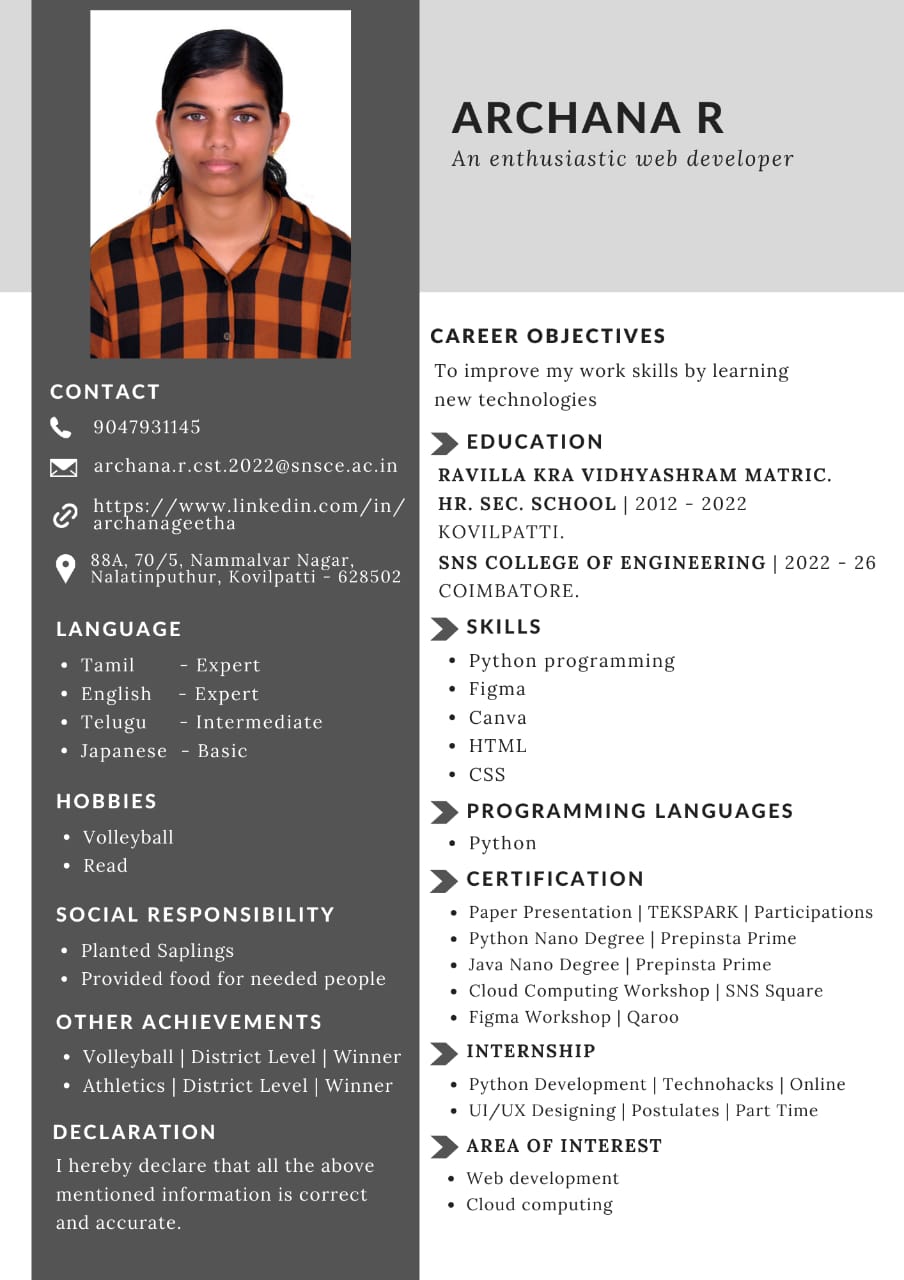 ARCHANA R
An enthusiastic web developer
CONTACT
9047931145
archana.r.cst.2022@snsce.ac.in
https://www.linkedin.com/in/
archanageetha
88A, 70/5, Nammalvar Nagar,
Nalatinputhur, Kovilpatti - 628502
LANGUAGE
• Tamil - Expert
• English - Expert
• Telugu - Intermediate
• Japanese - Basic
HOBBIES
• Volleyball
• Read
SOCIAL RESPONSIBILITY
• Planted Saplings
• Provided food for needed people
OTHER ACHIEVEMENTS
• Volleyball | District Level | Winner
• Athletics | District Level | Winner
DECLARATION
I hereby declare that all the above
mentioned information is correct
and accurate.
CAREER OBJECTIVES
To improve my work skills by learning
new technologies
EDUCATION
RAVILLA KRA VIDHYASHRAM MATRIC.
HR. SEC. SCHOOL | 2012 - 2022
KOVILPATTI.
SNS COLLEGE OF ENGINEERING | 2022 - 26
COIMBATORE.
SKILLS
• Python programming
• Figma
• Canva
• HTML
• CSS
PROGRAMMING LANGUAGES
• Python
CERTIFICATION
• Paper Presentation | TEKSPARK | Participations
• Python Nano Degree | Prepinsta Prime
• Java Nano Degree | Prepinsta Prime
• Cloud Computing Workshop | SNS Square
• Figma Workshop | Qaroo
INTERNSHIP
• Python Development | Technohacks | Online
• UI/UX Designing | Postulates | Part Time
AREA OF INTEREST
• Web development
• Cloud computing